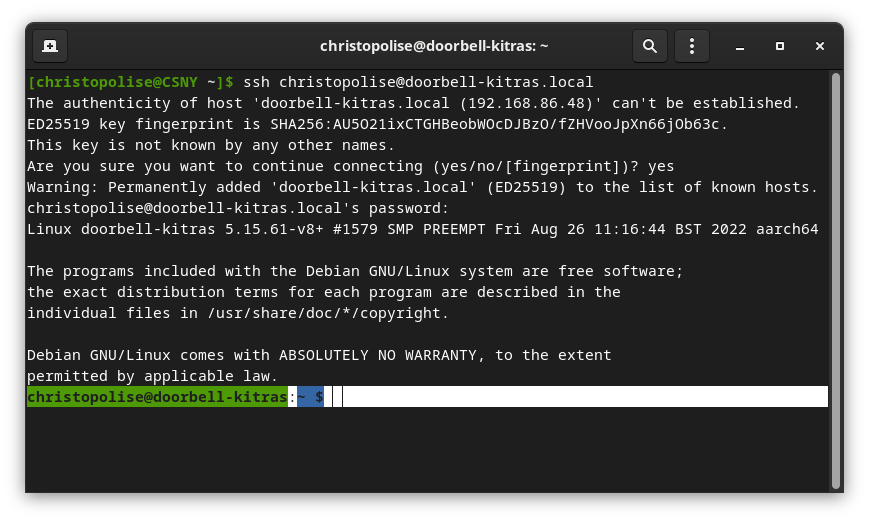 christopolise@doorbell-kitras: ~
[christopolise@CSNY ~]$ ssh christopolise@doorbell-kitras.local
The authenticity of host 'doorbell-kitras.local (192.168.86.48)' can't be established.
ED25519 key fingerprint is SHA256:AU5O21ixCTGHBeobWOcDJBzO/fZHVooJpXn66jOb63c.
This key is not known by any other names.
Are you sure you want to continue connecting (yes/no/[fingerprint])? yes
Warning: Permanently added 'doorbell-kitras.local' (ED25519) to the list of known hosts.
christopolise@doorbell-kitras.local's password:
Linux doorbell-kitras 5.15.61-v8+ #1579 SMP PREEMPT Fri Aug 26 11:16:44 BST 2022 aarch64
The programs included with the Debian GNU/Linux system are free software;
the exact distribution terms for each program are described in the
individual files in /usr/share/doc/*/copyright.
Debian GNU/Linux comes with ABSOLUTELY NO WARRANTY, to the extent
permitted by applicable law.
christopolise@doorbell-kitras:~ $